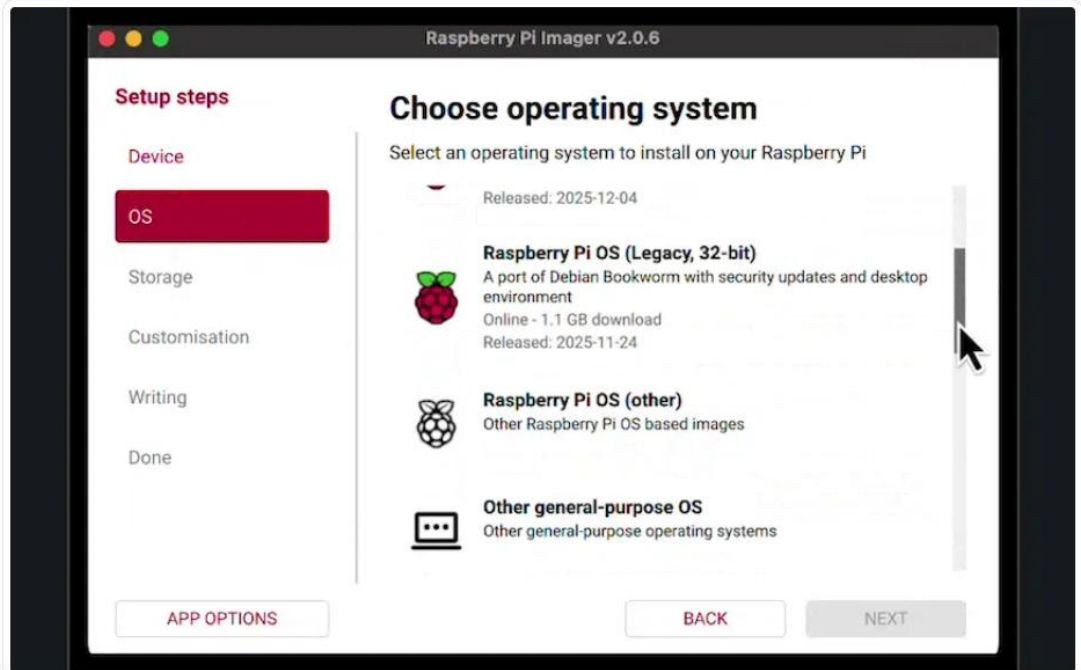 Raspberry Pi Imager v2.0.6
Setup steps
Device
OS
Storage
Customisation
Writing
Done
APP OPTIONS
Choose operating system
Select an operating system to install on your Raspberry Pi
Released: 2025-12-04
Raspberry Pi OS (Legacy, 32-bit)
A port of Debian Bookworm with security updates and desktop
environment
Online - 1.1 GB download
Released: 2025-11-24
Raspberry Pi OS (other)
Other Raspberry Pi OS based images
Other general-purpose OS
Other general-purpose operating systems
BACK
NEXT